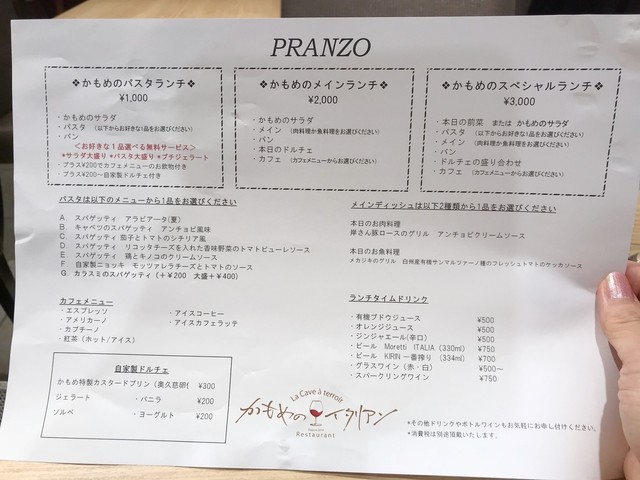 PRANZO
❖かもめのパスタランチ❖
¥1,000
・かもめのサラダ
・パスタ (以下からお好きな1品をお選びください)
・パン
＜お好きな1品選べる無料サービス＞
＊サラダ大盛り＊パスタ大盛り＊プチジェラート
・プラス¥200でカフェメニューのお飲物付き
・プラス¥200〜自家製ドルチェ付き
❖かもめのメインランチ❖
¥2,000
・かもめのサラダ
・メイン (肉料理か魚料理をお選びください)
・パン
・本日のドルチェ
・カフェ (カフェメニューからお選びください)
❖かもめのスペシャルランチ❖
¥3,000
・本日の前菜 または かもめのサラダ
・パスタ (以下からお好きな1品をお選びください)
・メイン (肉料理か魚料理をお選びください)
・パン
・ドルチェの盛り合わせ
・カフェ (カフェメニューからお選びください)
パスタは以下のメニューから1品をお選びください
A. スパゲッティ アラビアータ(夏)
B キャベツのスパゲッティ アンチョビ風味
C スパゲッティ 茄子とトマトのシチリア風
D スパゲッティ リコッタチーズを入れた香味野菜のトマトピューレソース
E スパゲッティ 鶏とキノコのクリームソース
F 自家製ニョッキ モッツァレラチーズとトマトのソース
G. カラスミのスパゲッティ (＋¥200 大盛＋¥400)
メインディッシュは以下2種類から1品をお選びください
本日のお肉料理
岸さん豚ロースのグリル アンチョビクリームソース
本日のお魚料理
メカジキのグリル 白州産有機サンマルツァーノ種のフレッシュトマトのケッカソース
カフェメニュー
・エスプレッソ ・アイスコーヒー
・アメリカーノ ・アイスカフェラッテ
・カプチーノ
・紅茶 (ホット/アイス)
ランチタイムドリンク
・有機ブドウジュース ¥500
・オレンジジュース ¥500
・ジンジャエール(辛口) ¥500
・ビール Moretti ITALIA (330ml) ¥750
・ビール KIRIN 一番搾り (334ml) ¥700
・グラスワイン (赤・白) ¥500〜
・スパークリングワイン ¥750
自家製ドルチェ
かもめ特製カスタードプリン (奥久慈卵( ¥300
ジェラート ・バニラ ¥200
ソルベ ・ヨーグルト ¥200
La Cave à terroir
かもめのイタリアン
Restaurant
＊その他ドリンクやボトルワインもお気軽にお申し付けください。
＊消費税は別途頂戴いたします。